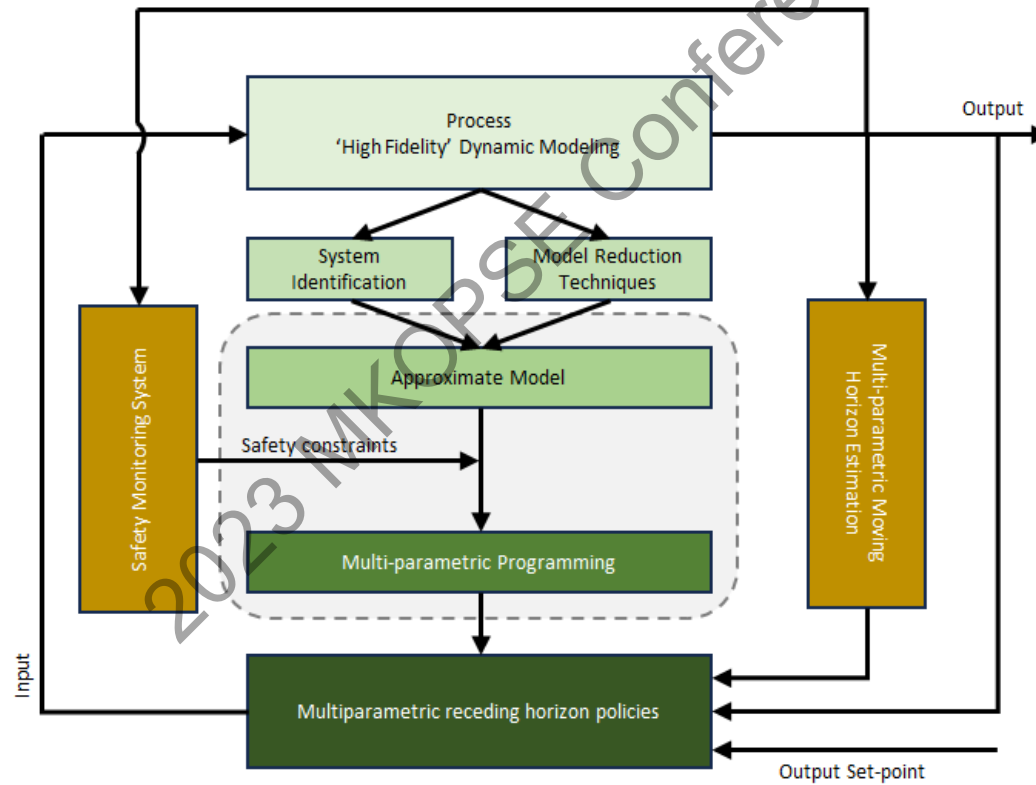 Output
Process
'High Fidelity' Dynamic Modeling
System
Identification
Model Reduction
Techniques
Safety Monitoring System
Approximate Model
Safety constraints
Multi-parametric Moving
Horizon Estimation
Multi-parametric Programming
Input
Multiparametric receding horizon policies
Output Set-point
2023 MKOPSE